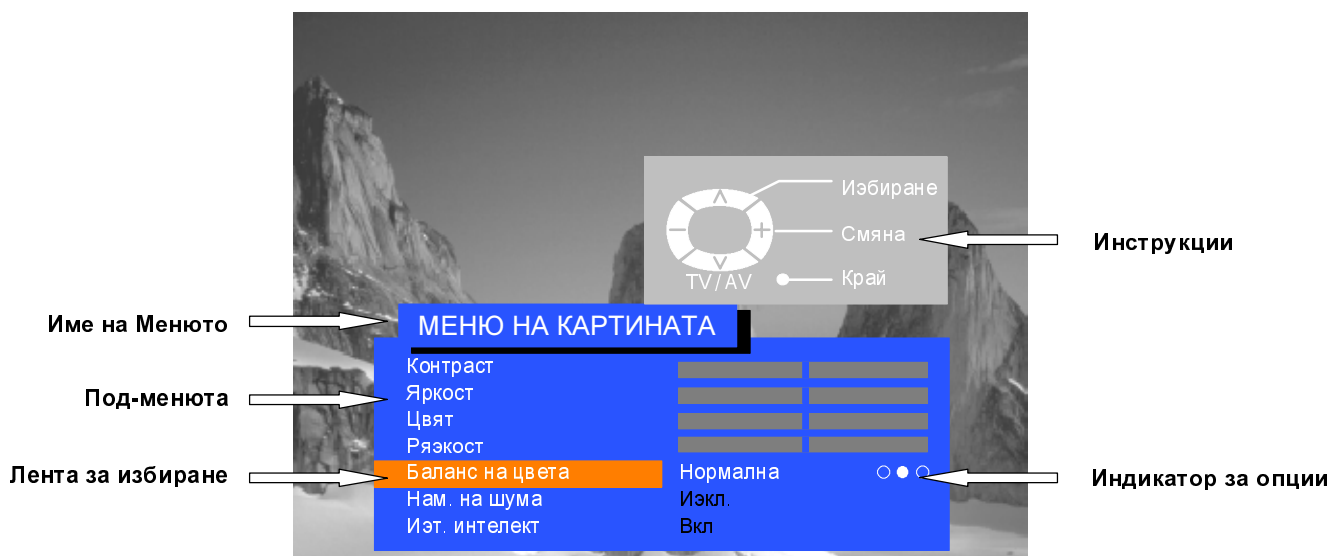 Иэбиране
Смяна
Инструкции
TV/AV
Край
Име на Менюто
МЕНЮ НА КАРТИНАТА
Контраст
Под-менюта
Яркост
Цвят
Ряэкост
Лента за избиране
Баланс на цвета Нормална
Индикатор за опции
Нам. на шума Иэкл.
Иэт. интелект Вкл